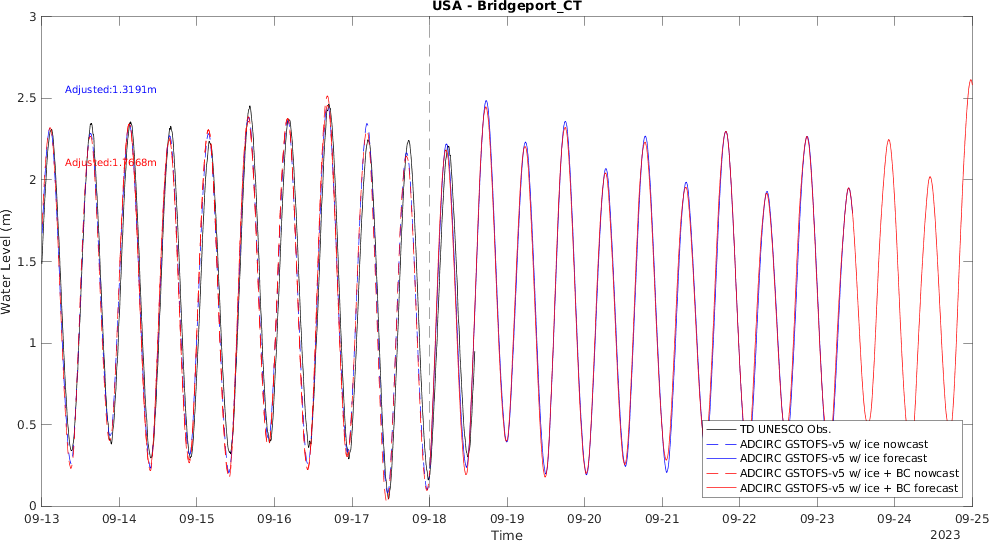 USA - Bridgeport_CT
3
2.5
2
1.5
1
0.5
0
Water Level (m)
Adjusted:1.3191m
Adjusted:1.7668m
TD UNESCO Obs.
ADCIRC GSTOFS-v5 w/ ice nowcast
ADCIRC GSTOFS-v5 w/ ice forecast
ADCIRC GSTOFS-v5 w/ ice + BC nowcast
ADCIRC GSTOFS-v5 w/ ice + BC forecast
09-13 09-14 09-15 09-16 09-17 09-18 09-19 09-20 09-21 09-22 09-23 09-24 09-25
Time
2023